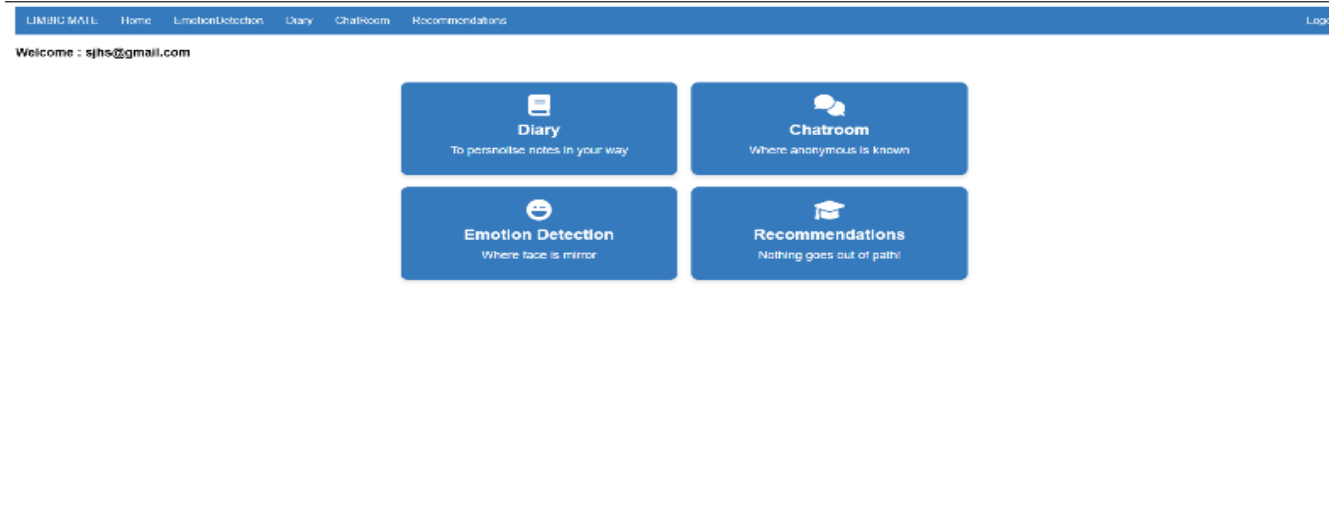 LIMBIC MATE Home EmotionDetection Diary ChatRoom Recommendations Logo
Welcome : sjhs@gmail.com
Diary
To persnolise notes in your way
Chatroom
Where anonymous is known
Emotion Detection
Where face is mirror
Recommendations
Nothing goes out of path!